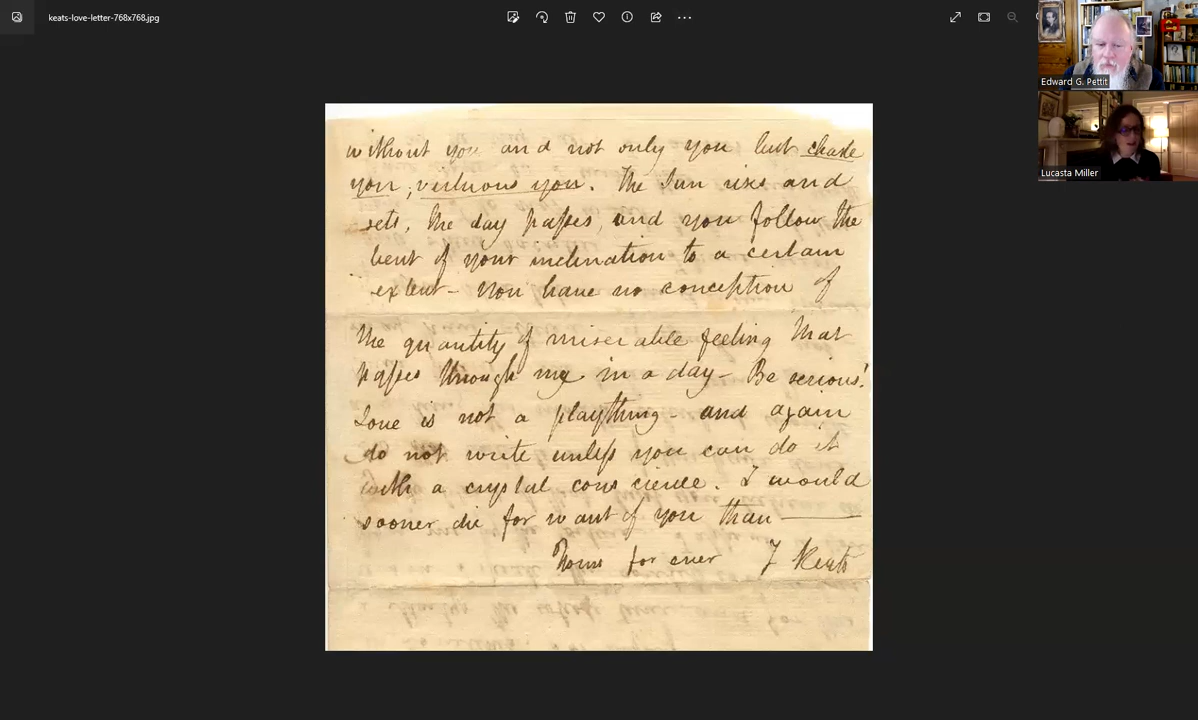 keats-love-letter-768x768.jpg
without you and not only you but chaste
you; virtuous you. The Sun rises and
sets, the day passes, and you follow the
bent of your inclination to a certain
extent - you have no conception of
the quantity of miserable feeling that
passes through me in a day - Be serious!
Love is not a plaything - and again
do not write unless you can do it
with a crystal conscience. I would
sooner die for want of you than ———
Yours for ever J Keats
Edward G. Pettit
Lucasta Miller